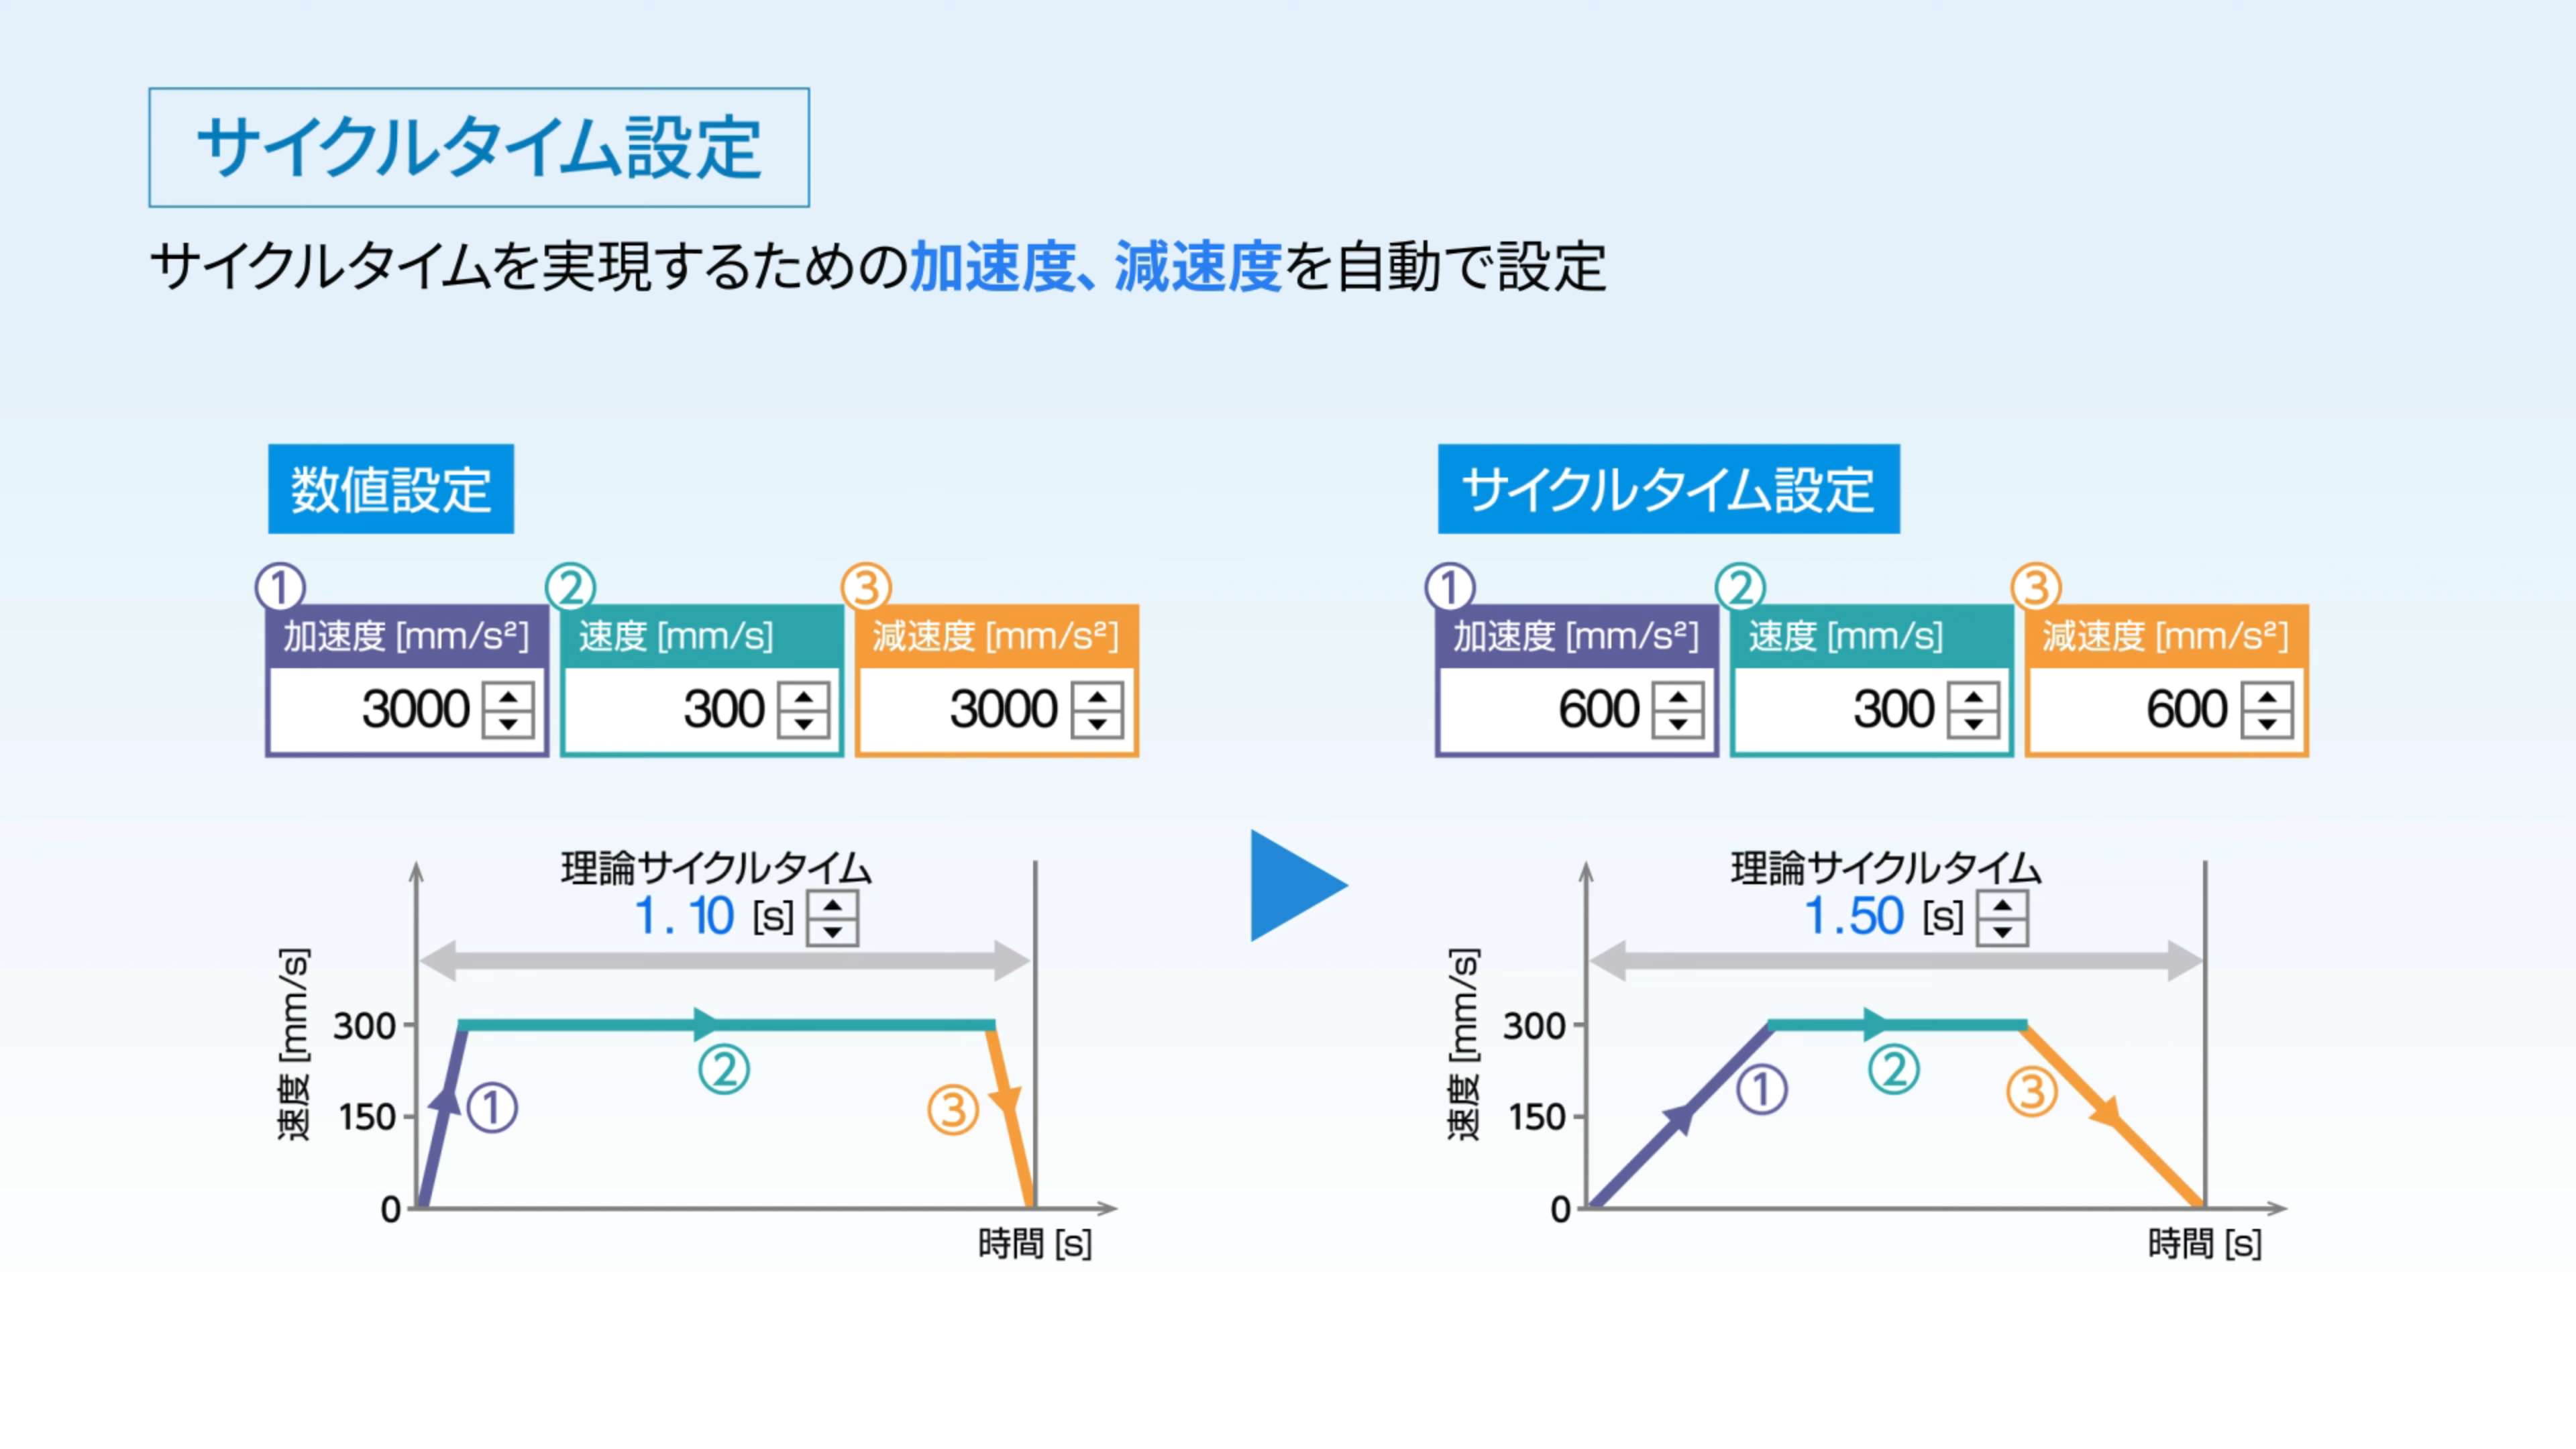 サイクルタイム設定
サイクルタイムを実現するための加速度、減速度を自動で設定
数値設定
① ② ③
加速度 [mm/s²] 速度 [mm/s] 減速度 [mm/s²]
3000 300 3000
理論サイクルタイム
1.10 [s]
速度 [mm/s]
300
150
0
① ② ③
時間 [s]
サイクルタイム設定
① ② ③
加速度 [mm/s²] 速度 [mm/s] 減速度 [mm/s²]
600 300 600
理論サイクルタイム
1.50 [s]
速度 [mm/s]
300
150
0
① ② ③
時間 [s]